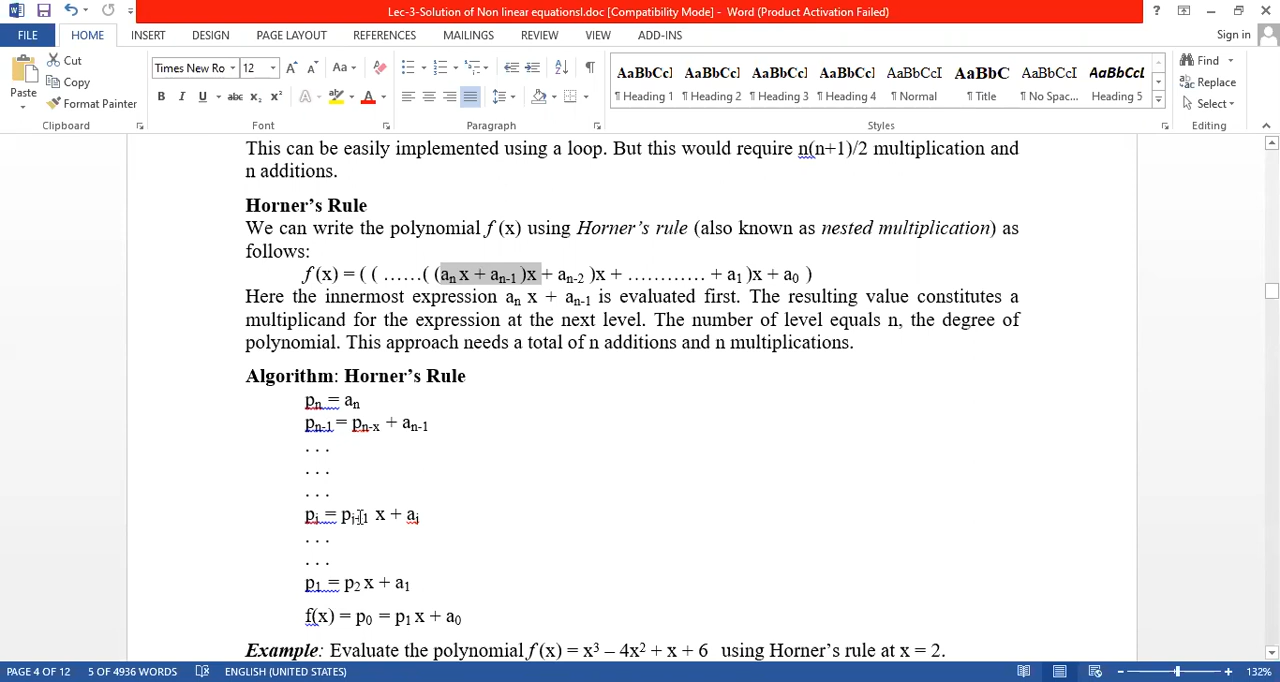 Lec-3-Solution of Non linear equationsI.doc [Compatibility Mode] - Word (Product Activation Failed)
FILE HOME INSERT DESIGN PAGE LAYOUT REFERENCES MAILINGS REVIEW VIEW ADD-INS Sign in
Paste Cut Copy Format Painter
Times New Ro 12 Aa
B I U abc x₂ x² A A
AaBbCcI AaBbCcI AaBbCcI AaBbCcI AaBbCcI AaBbC AaBbCcI AaBbCcL
¶ Heading 1 ¶ Heading 2 ¶ Heading 3 ¶ Heading 4 ¶ Normal ¶ Title ¶ No Spac... Heading 5
Find Replace Select
Clipboard Font Paragraph Styles Editing
This can be easily implemented using a loop. But this would require n(n+1)/2 multiplication and
n additions.
Horner's Rule
We can write the polynomial f (x) using Horner's rule (also known as nested multiplication) as
follows:
f (x) = ( ( ……( (aₙ x + aₙ₋₁ )x + aₙ₋₂ )x + ………… + a₁ )x + a₀ )
Here the innermost expression aₙ x + aₙ₋₁ is evaluated first. The resulting value constitutes a
multiplicand for the expression at the next level. The number of level equals n, the degree of
polynomial. This approach needs a total of n additions and n multiplications.
Algorithm: Horner's Rule
pₙ = aₙ
pₙ₋₁ = pₙ₋ₓ + aₙ₋₁
. . .
. . .
. . .
pⱼ = pⱼ₊₁ x + aⱼ
. . .
. . .
p₁ = p₂ x + a₁
f(x) = p₀ = p₁ x + a₀
Example: Evaluate the polynomial f (x) = x³ – 4x² + x + 6 using Horner's rule at x = 2.
PAGE 4 OF 12 5 OF 4936 WORDS ENGLISH (UNITED STATES) 132%